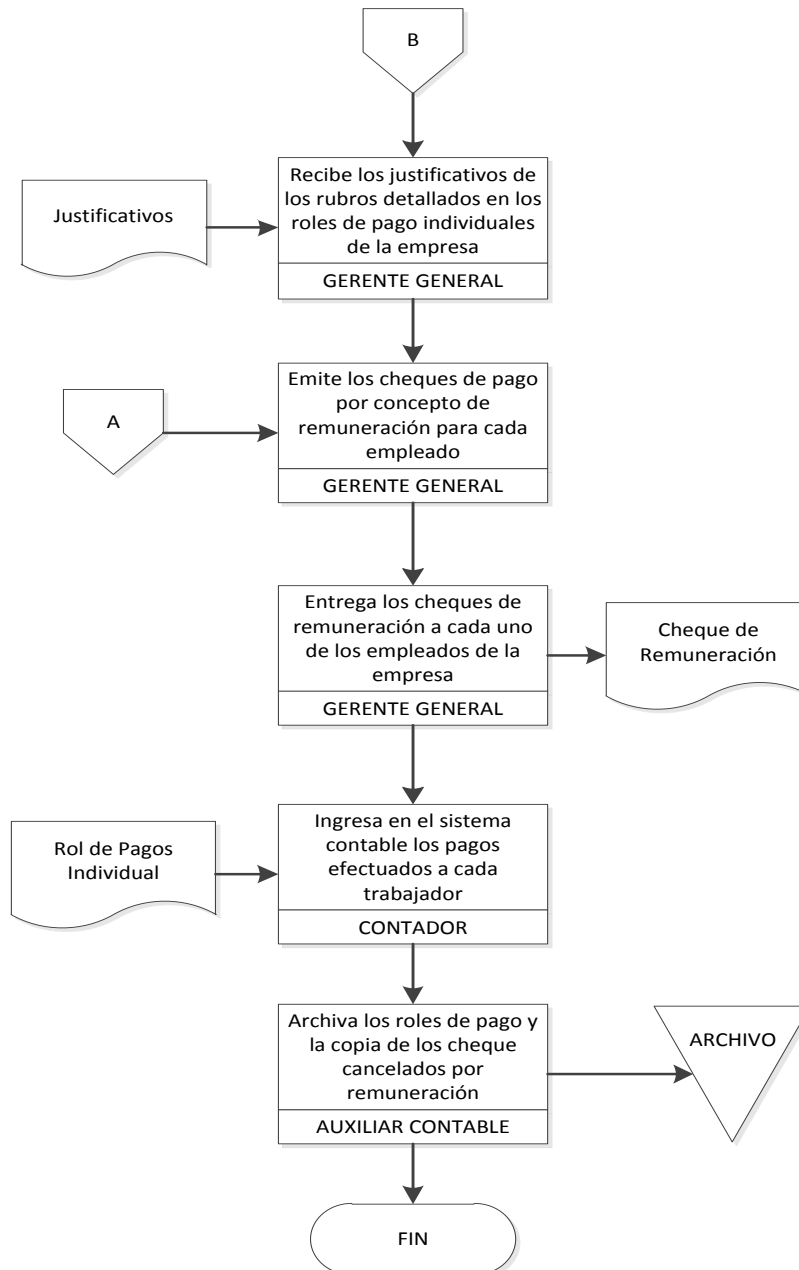 B
Justificativos
Recibe los justificativos de
los rubros detallados en los
roles de pago individuales
de la empresa
GERENTE GENERAL
A
Emite los cheques de pago
por concepto de
remuneración para cada
empleado
GERENTE GENERAL
Entrega los cheques de
remuneración a cada uno
de los empleados de la
empresa
GERENTE GENERAL
Cheque de
Remuneración
Rol de Pagos
Individual
Ingresa en el sistema
contable los pagos
efectuados a cada
trabajador
CONTADOR
Archiva los roles de pago y
la copia de los cheque
cancelados por
remuneración
AUXILIAR CONTABLE
ARCHIVO
FIN